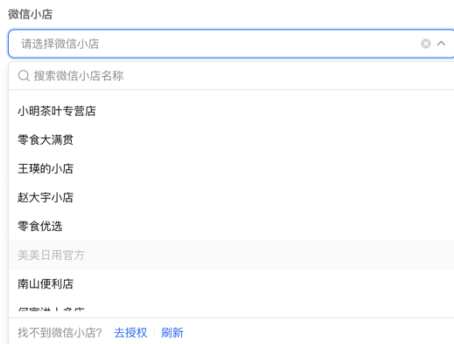 微信小店
请选择微信小店
搜索微信小店名称
小明茶叶专营店
零食大满贯
王瑛的小店
赵大宇小店
零食优选
美美日用官方
南山便利店
找不到微信小店? 去授权 刷新